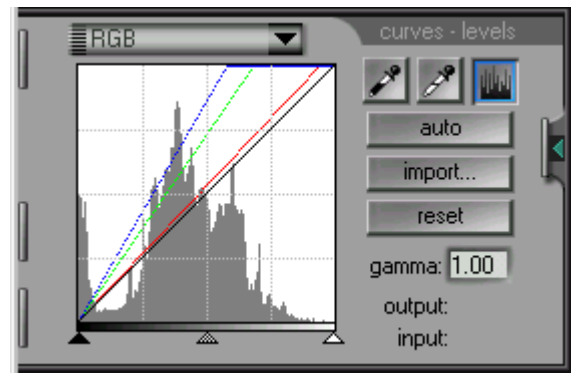 RGB
curves - levels
auto
import...
reset
gamma: 1.00
output:
input: